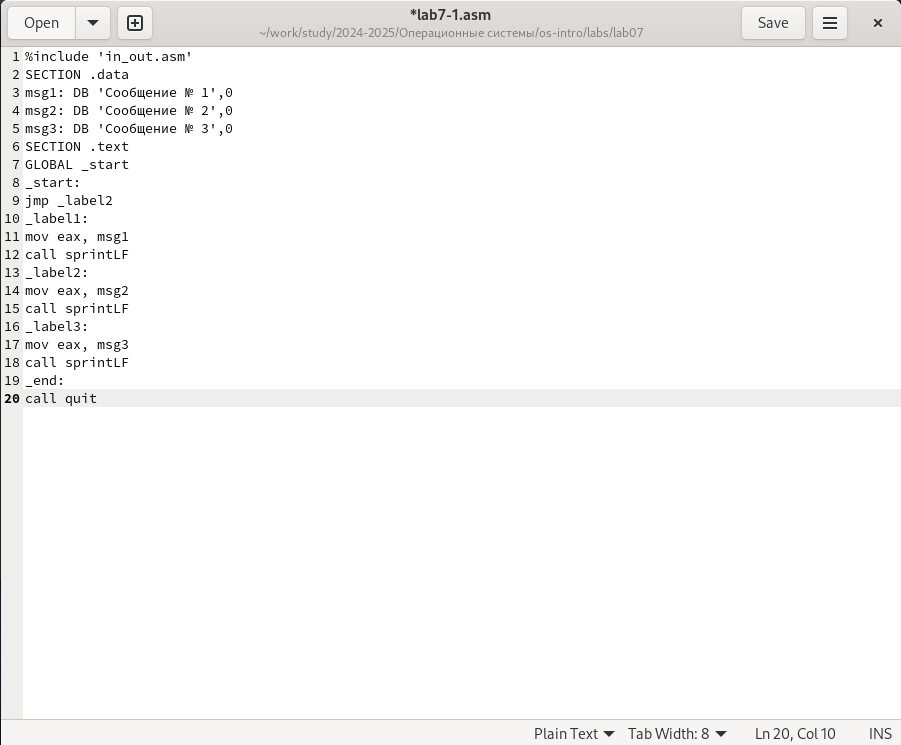 Open
*lab7-1.asm
~/work/study/2024-2025/Операционные системы/os-intro/labs/lab07
Save
1 %include 'in_out.asm'
2 SECTION .data
3 msg1: DB 'Сообщение № 1',0
4 msg2: DB 'Сообщение № 2',0
5 msg3: DB 'Сообщение № 3',0
6 SECTION .text
7 GLOBAL _start
8 _start:
9 jmp _label2
10 _label1:
11 mov eax, msg1
12 call sprintLF
13 _label2:
14 mov eax, msg2
15 call sprintLF
16 _label3:
17 mov eax, msg3
18 call sprintLF
19 _end:
20 call quit
Plain Text Tab Width: 8 Ln 20, Col 10 INS